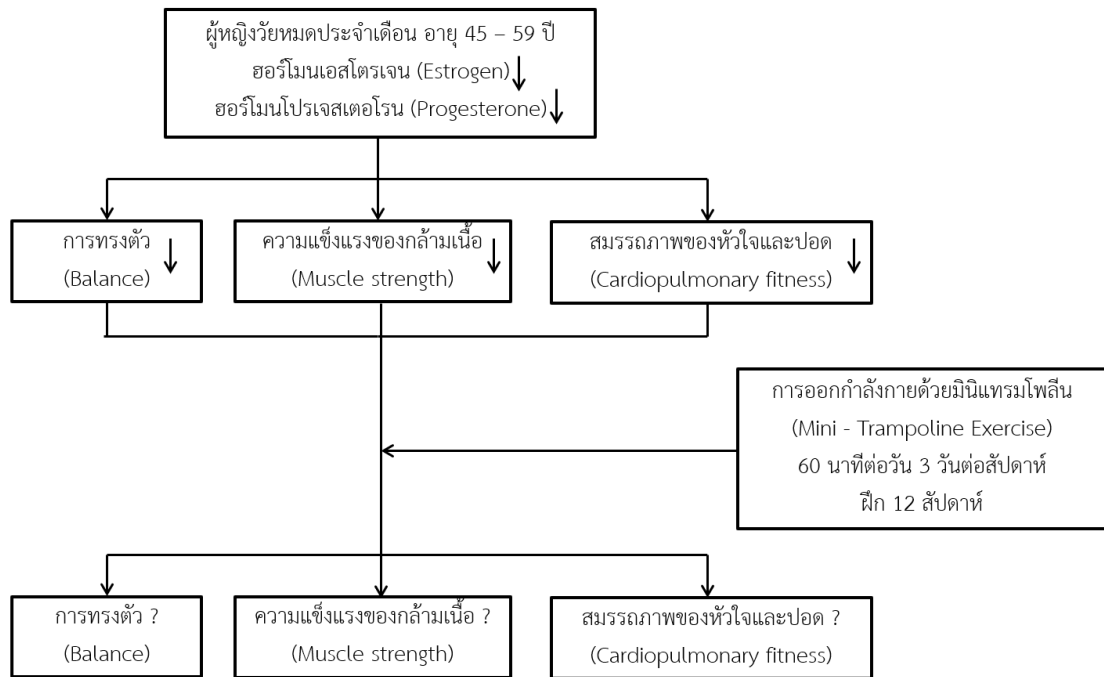 ผู้หญิงวัยหมดประจำเดือน อายุ 45 – 59 ปี
ฮอร์โมนเอสโตรเจน (Estrogen)
ฮอร์โมนโปรเจสเตอโรน (Progesterone)
การทรงตัว
(Balance)
ความแข็งแรงของกล้ามเนื้อ
(Muscle strength)
สมรรถภาพของหัวใจและปอด
(Cardiopulmonary fitness)
การออกกำลังกายด้วยมินิแทรมโพลีน
(Mini - Trampoline Exercise)
60 นาทีต่อวัน 3 วันต่อสัปดาห์
ฝึก 12 สัปดาห์
การทรงตัว ?
(Balance)
ความแข็งแรงของกล้ามเนื้อ ?
(Muscle strength)
สมรรถภาพของหัวใจและปอด ?
(Cardiopulmonary fitness)